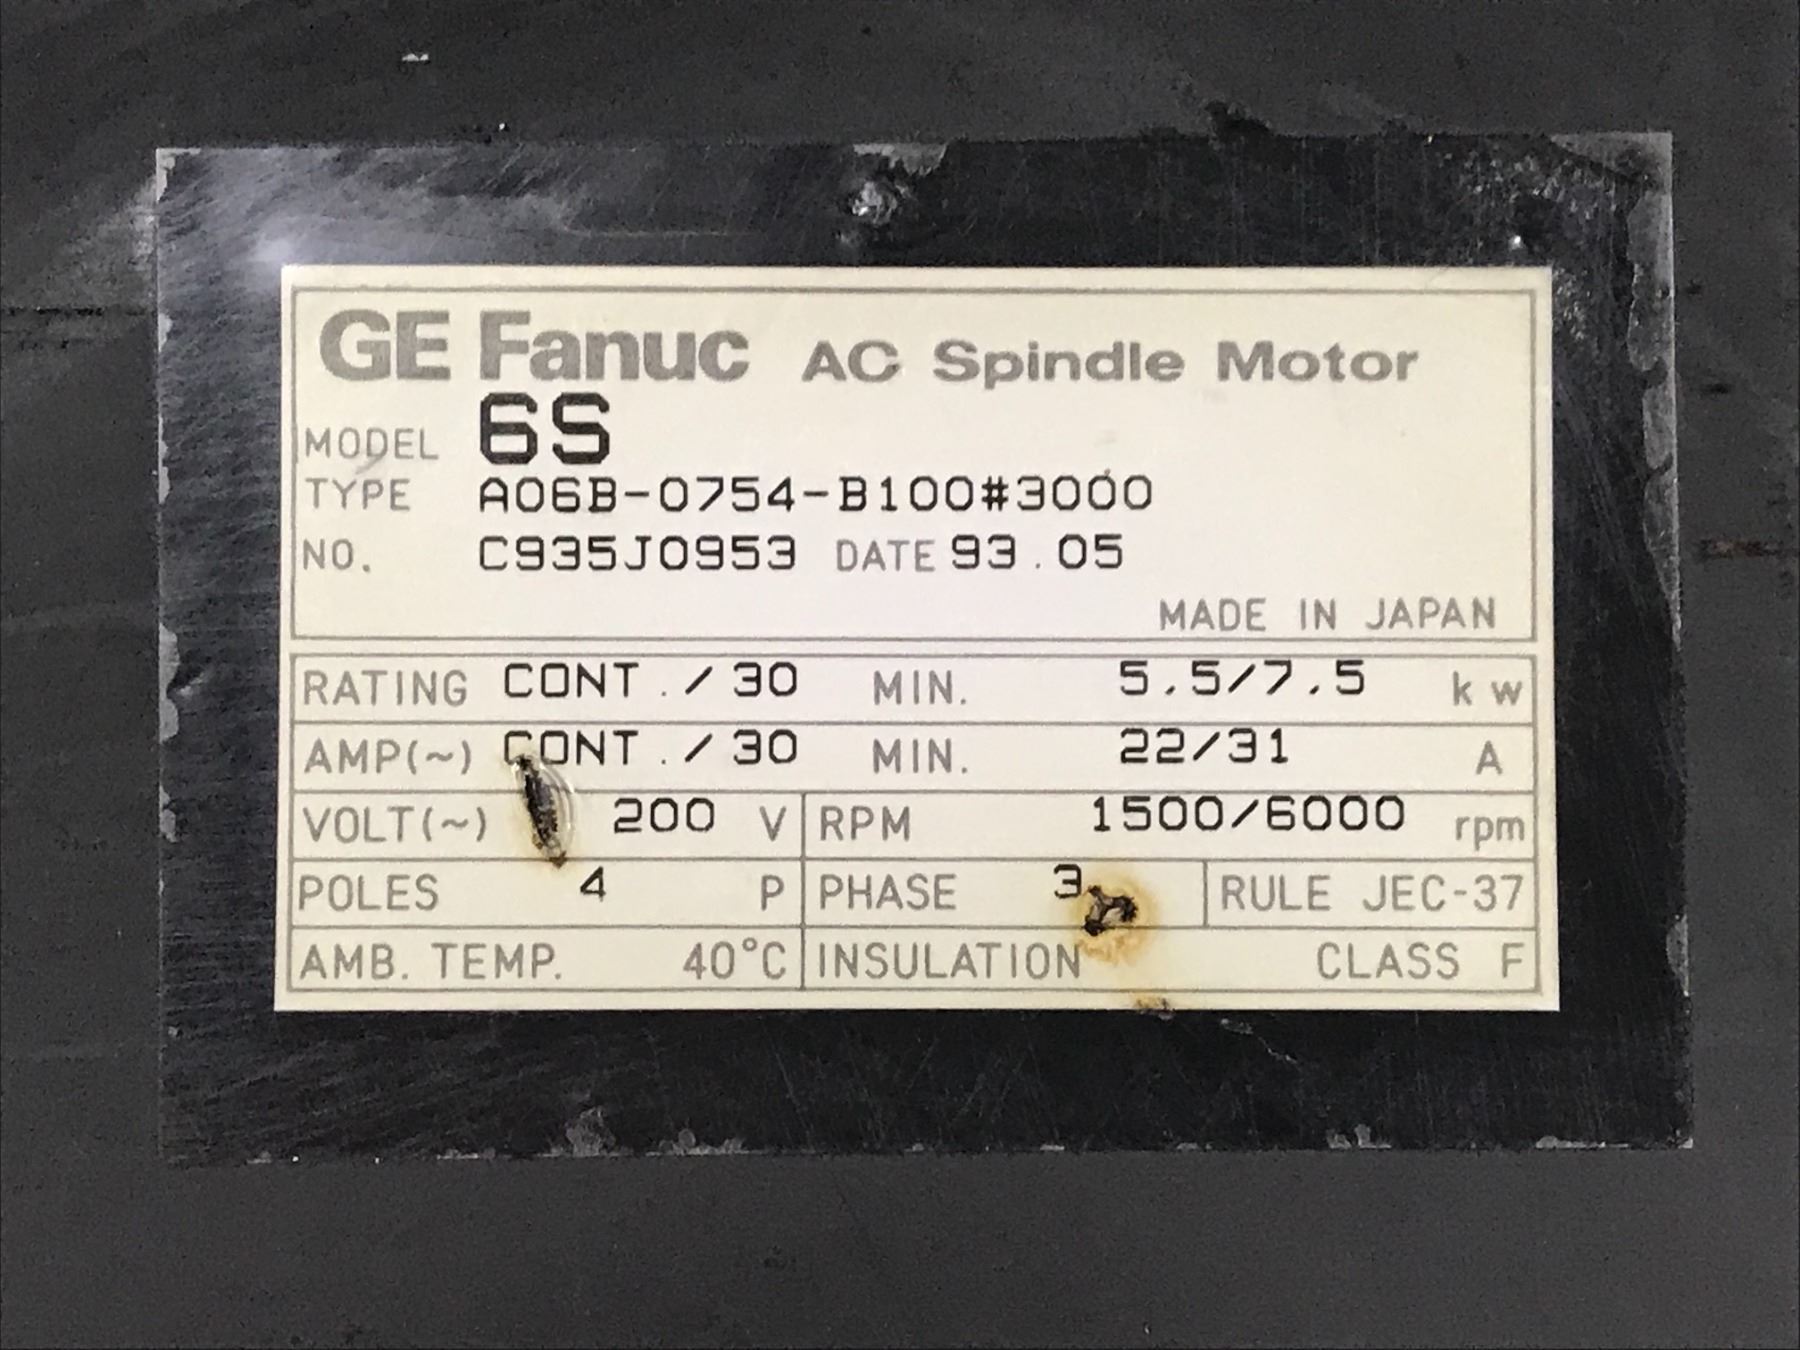 GE Fanuc AC Spindle Motor
MODEL 6S
TYPE A06B-0754-B100#3000
NO. C935J0953 DATE 93.05
MADE IN JAPAN
RATING CONT./30 MIN. 5.5/7.5 kw
AMP(~) CONT./30 MIN. 22/31 A
VOLT(~) 200 V RPM 1500/6000 rpm
POLES 4 P PHASE 3 RULE JEC-37
AMB. TEMP. 40°C INSULATION CLASS F